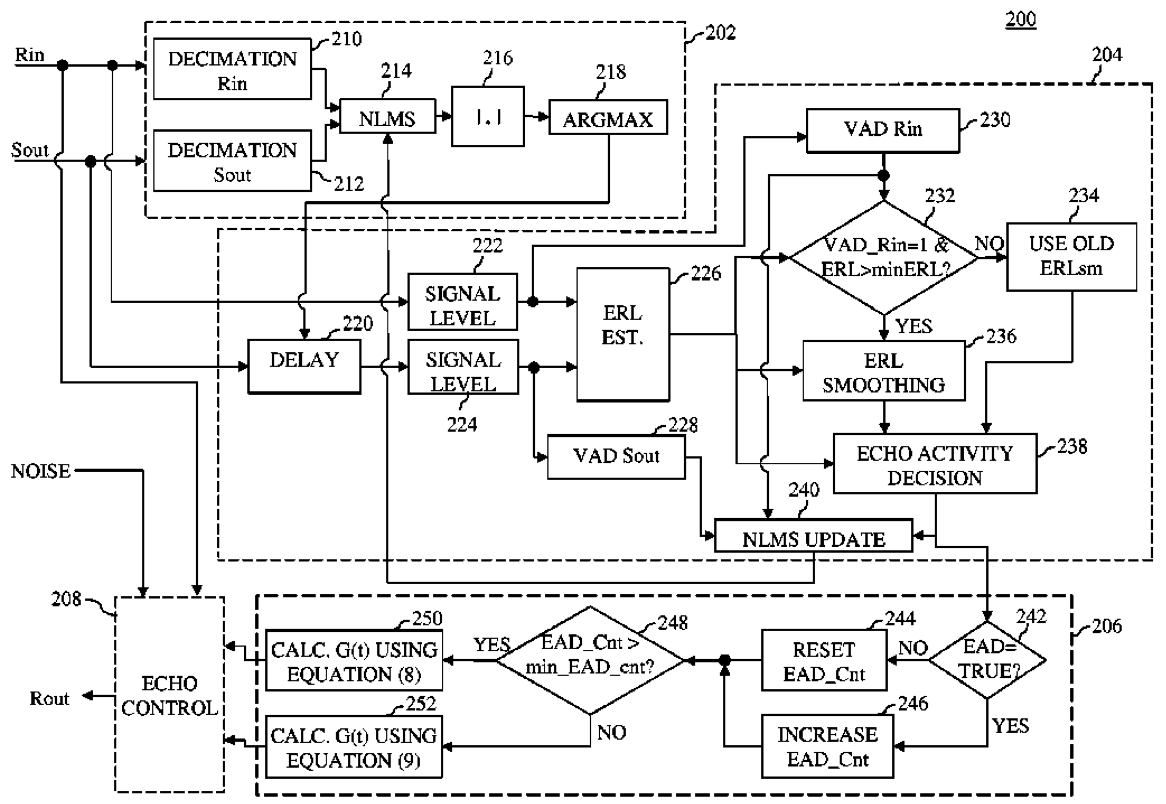 200
202
Rin
DECIMATION
Rin
210
Sout
DECIMATION
Sout
212
214
NLMS
216
|.|
218
ARGMAX
204
VAD Rin
230
232
VAD_Rin=1 &
ERL>minERL?
NO
YES
234
USE OLD
ERLsm
222
SIGNAL
LEVEL
220
DELAY
SIGNAL
LEVEL
224
226
ERL
EST.
236
ERL
SMOOTHING
228
VAD Sout
ECHO ACTIVITY
DECISION
238
240
NLMS UPDATE
NOISE
208
ECHO
CONTROL
Rout
206
250
CALC. G(t) USING
EQUATION (8)
252
CALC. G(t) USING
EQUATION (9)
YES
EAD_Cnt >
min_EAD_cnt?
248
NO
244
RESET
EAD_Cnt
246
INCREASE
EAD_Cnt
NO
242
EAD=
TRUE?
YES